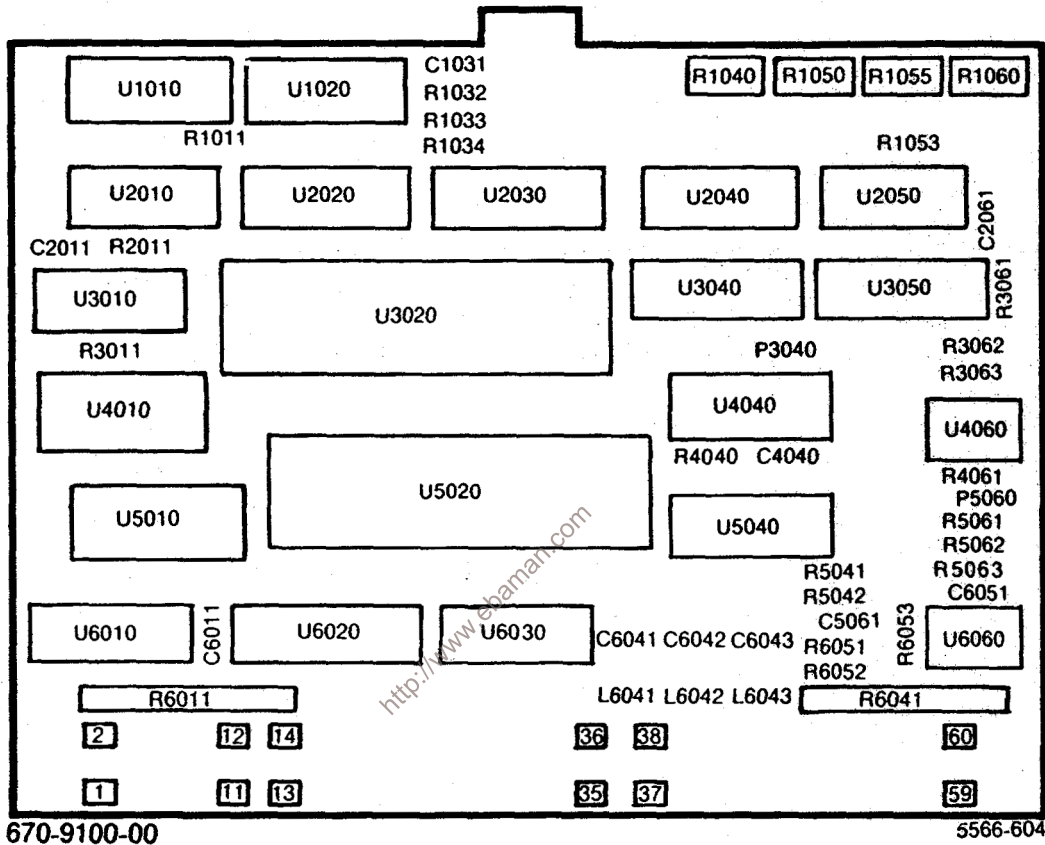 U1010 U1020 C1031 R1040 R1050 R1055 R1060
R1032
R1033
R1011 R1034 R1053
U2010 U2020 U2030 U2040 U2050
C2061
C2011 R2011
U3010 U3020 U3040 U3050 R3061
R3011 P3040 R3062
R3063
U4010 U4040 U4060
R4040 C4040
R4061
P5060
U5010 U5020 U5040 R5061
R5062
R5041 R5063
R5042 C6051
C5061
U6010 C6011 U6020 U6030 C6041 C6042 C6043 R6051 R6053 U6060
R6052
R6011 L6041 L6042 L6043 R6041
2 12 14 36 38 60
1 11 13 35 37 59
670-9100-00 5566-604
http://www.ebaman.com